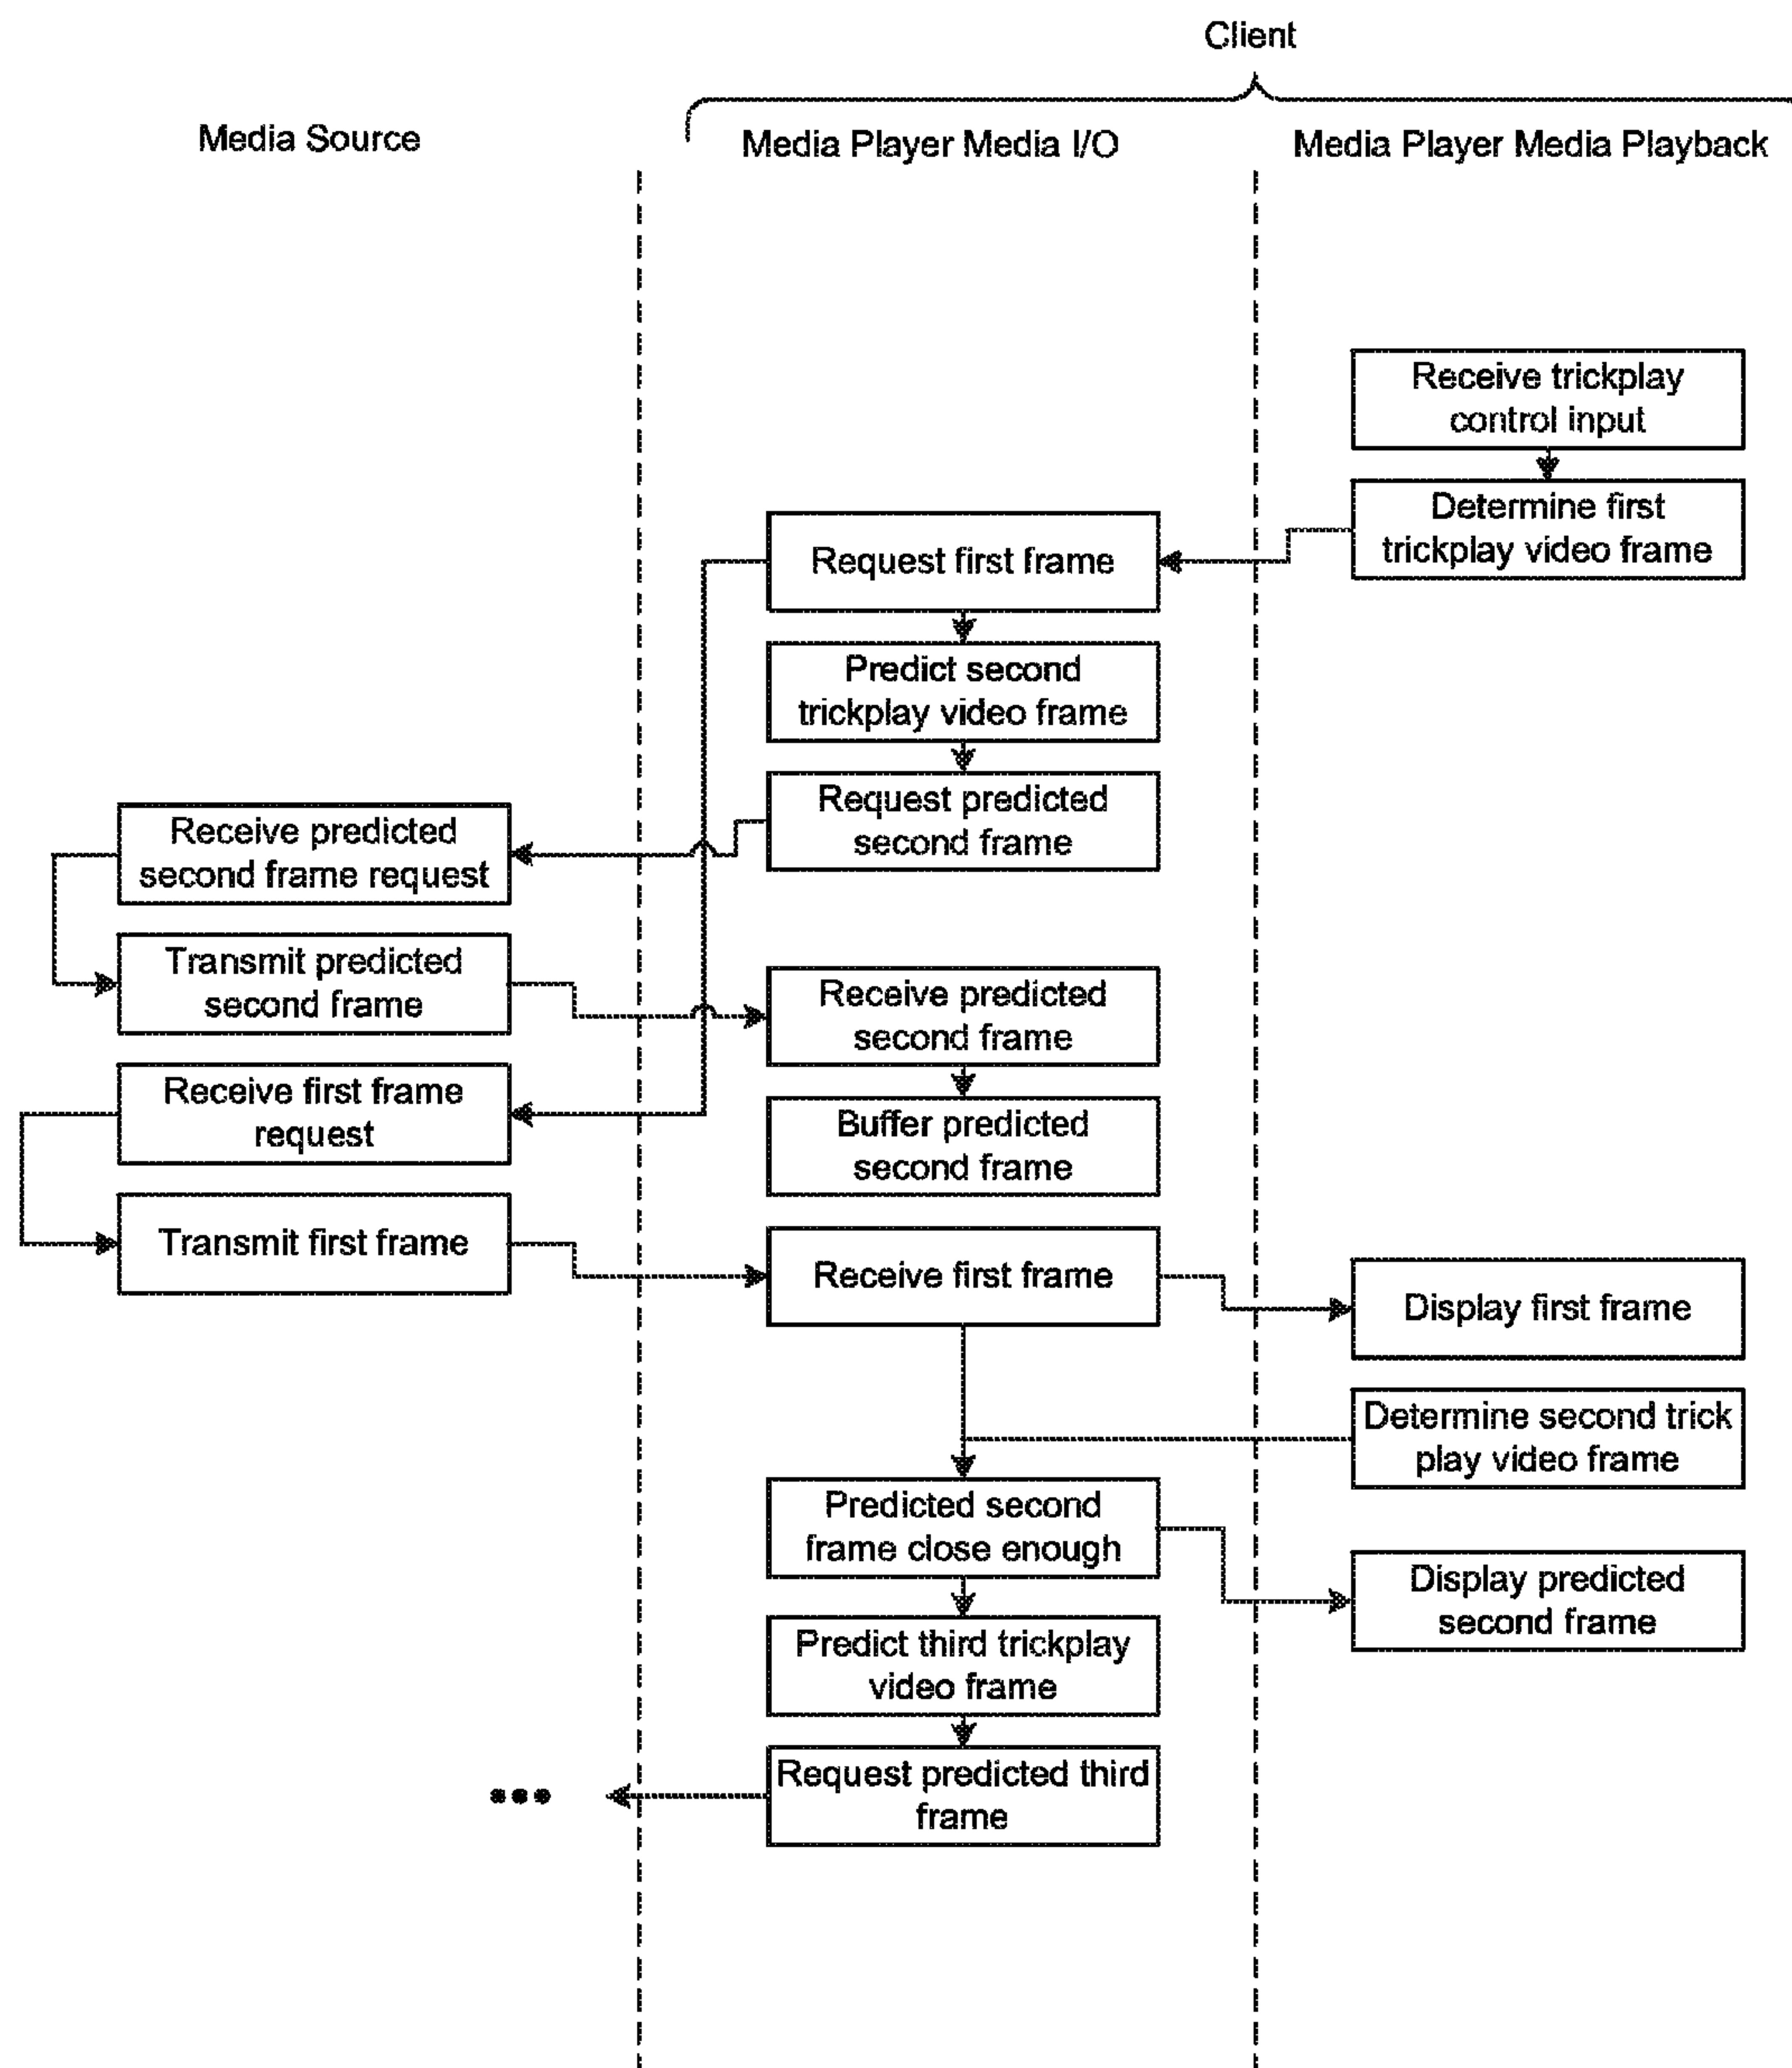 Client
Media Source
Media Player Media I/O
Media Player Media Playback
Receive trickplay
control input
Determine first
trickplay video frame
Request first frame
Predict second
trickplay video frame
Request predicted
second frame
Receive predicted
second frame request
Transmit predicted
second frame
Receive predicted
second frame
Receive first frame
request
Buffer predicted
second frame
Transmit first frame
Receive first frame
Display first frame
Determine second trick
play video frame
Predicted second
frame close enough
Display predicted
second frame
Predict third trickplay
video frame
Request predicted third
frame
•••